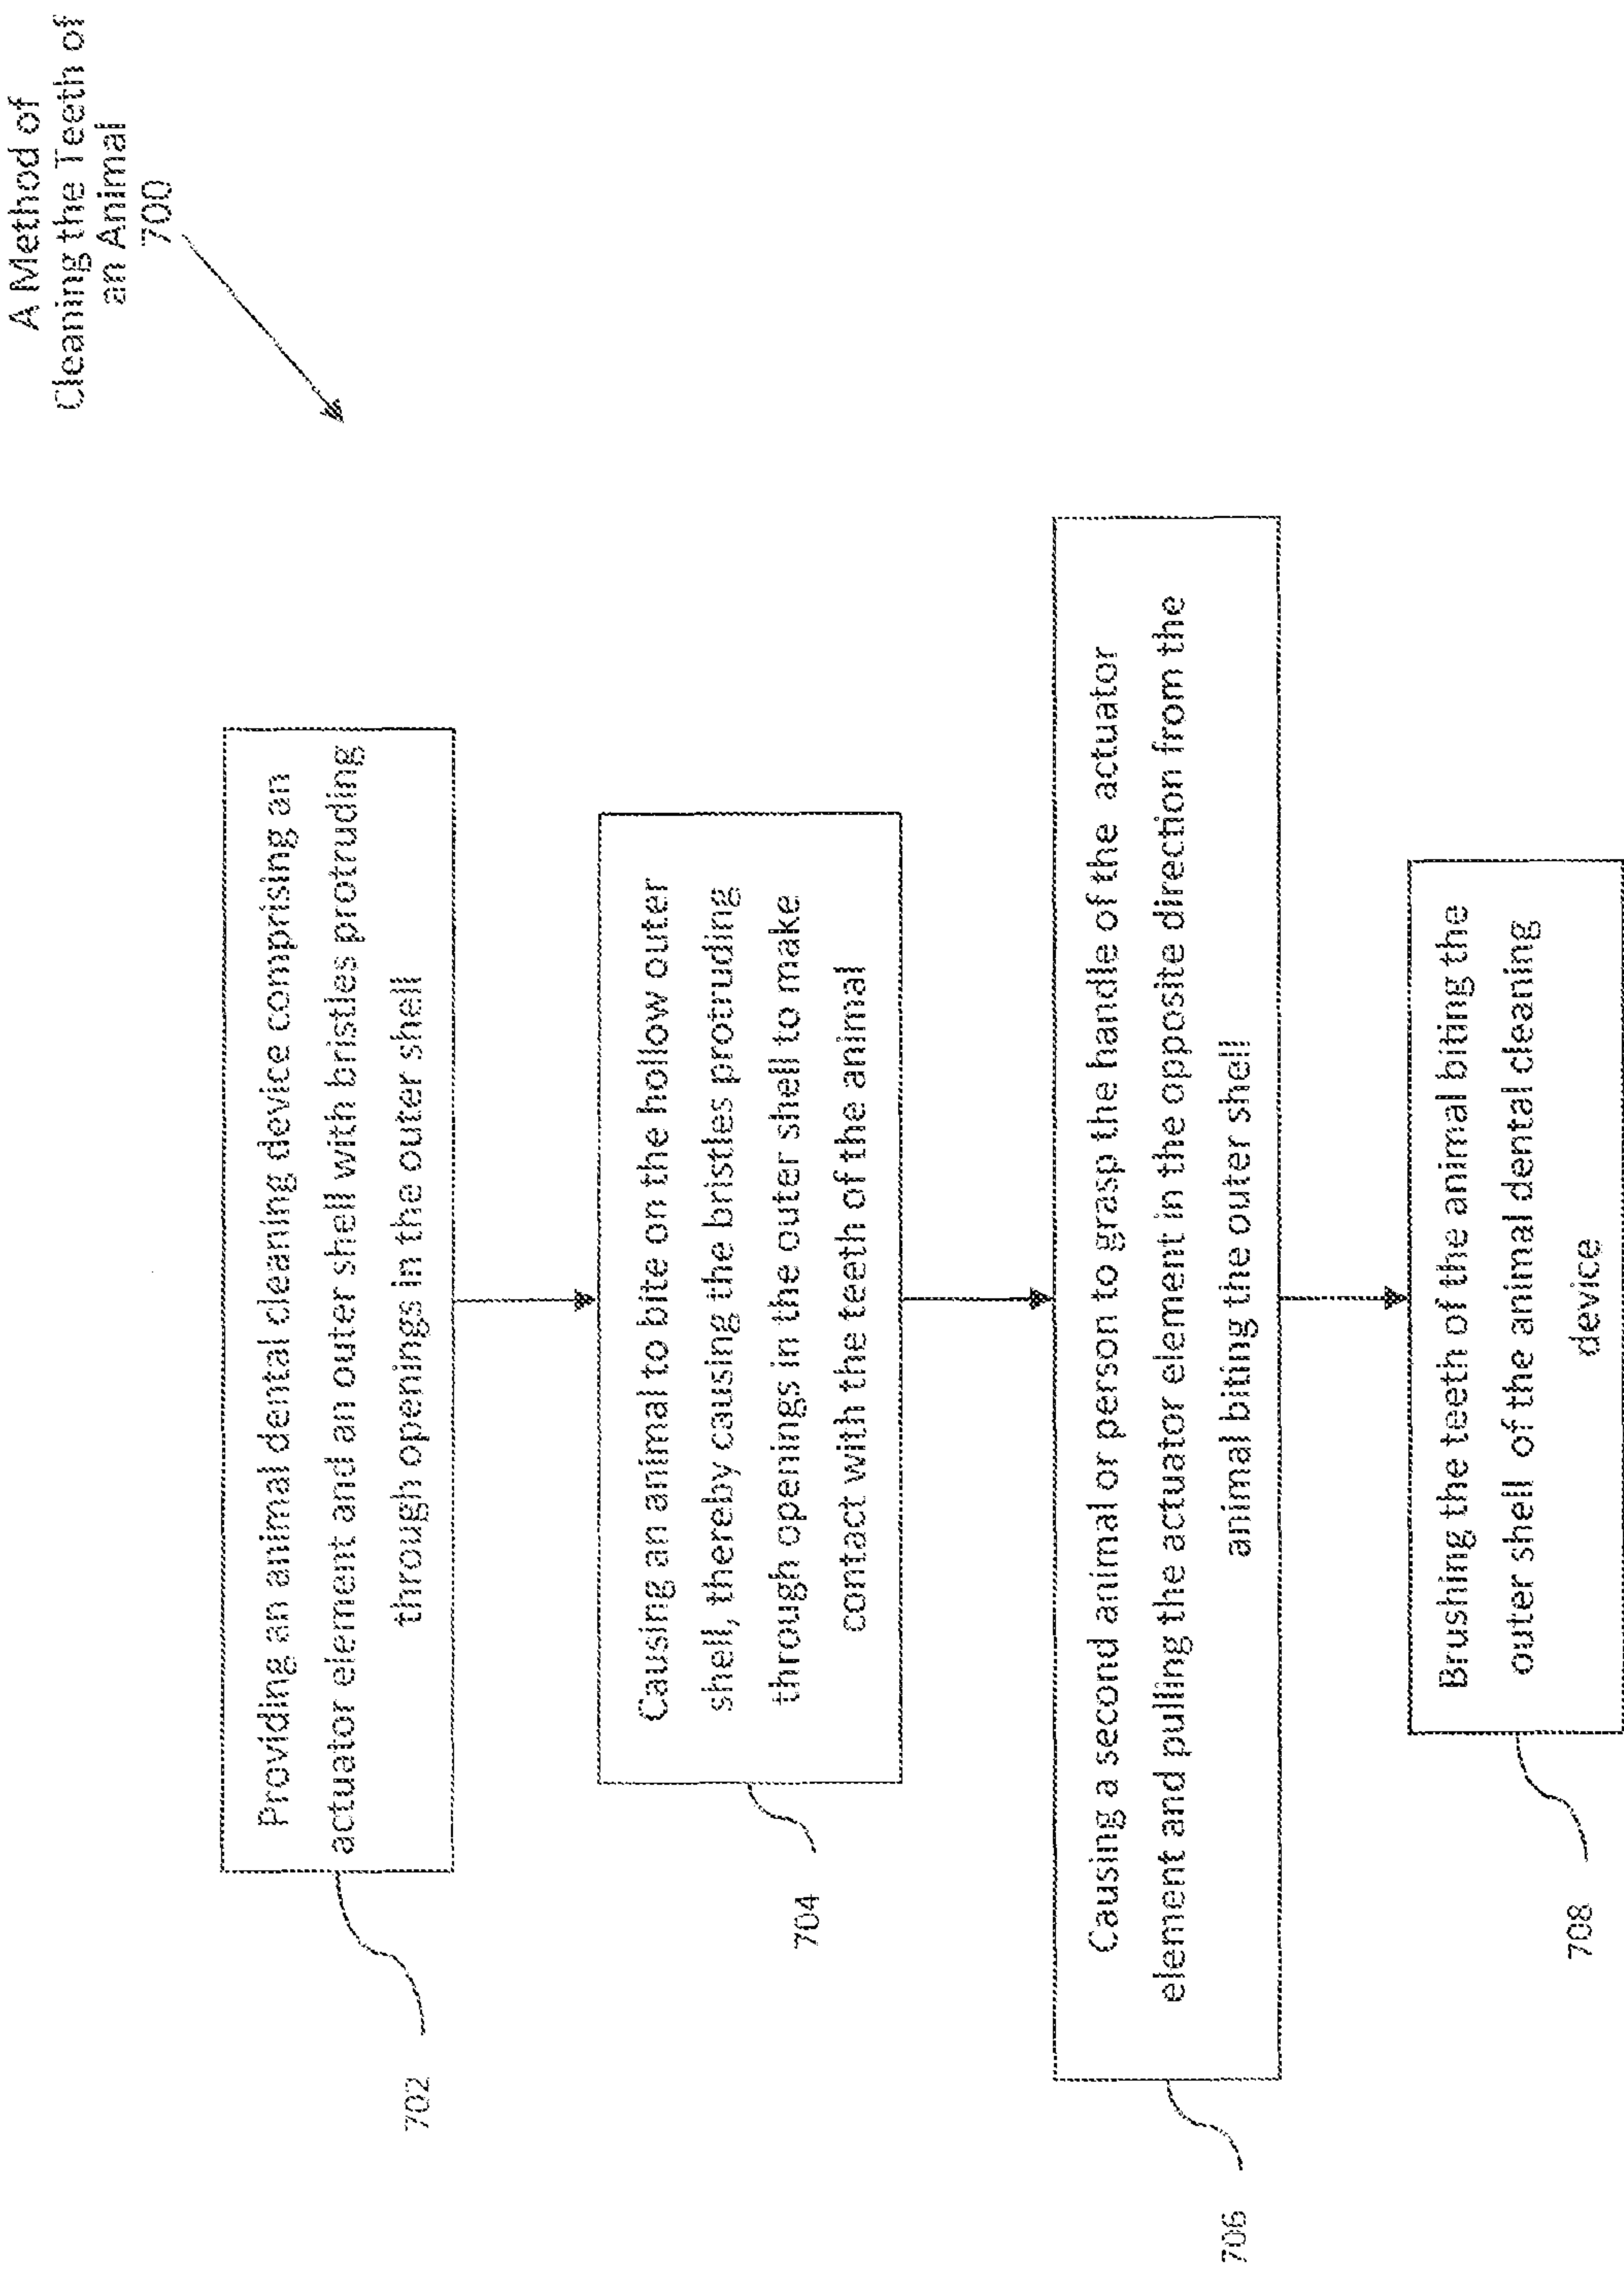 A Method of
Cleaning the Teeth of
an Animal
700
Providing an animal dental cleaning device comprising an
actuator element and an outer shell with bristles protruding
through openings in the outer shell
702
Causing an animal to bite on the hollow outer
shell, thereby causing the bristles protruding
through openings in the outer shell to make
contact with the teeth of the animal
704
Causing a second animal or person to grasp the handle of the actuator
element and pulling the actuator element in the opposite direction from the
animal biting the outer shell
706
Brushing the teeth of the animal biting the
outer shell of the animal dental cleaning
device
708